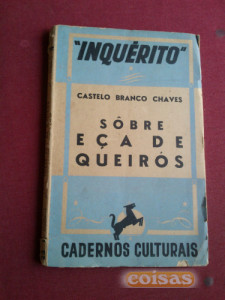 "INQUÉRITO"
CASTELO BRANCO CHAVES
SÔBRE
EÇA DE
QUEIRÓS
CADERNOS CULTURAIS
coisas